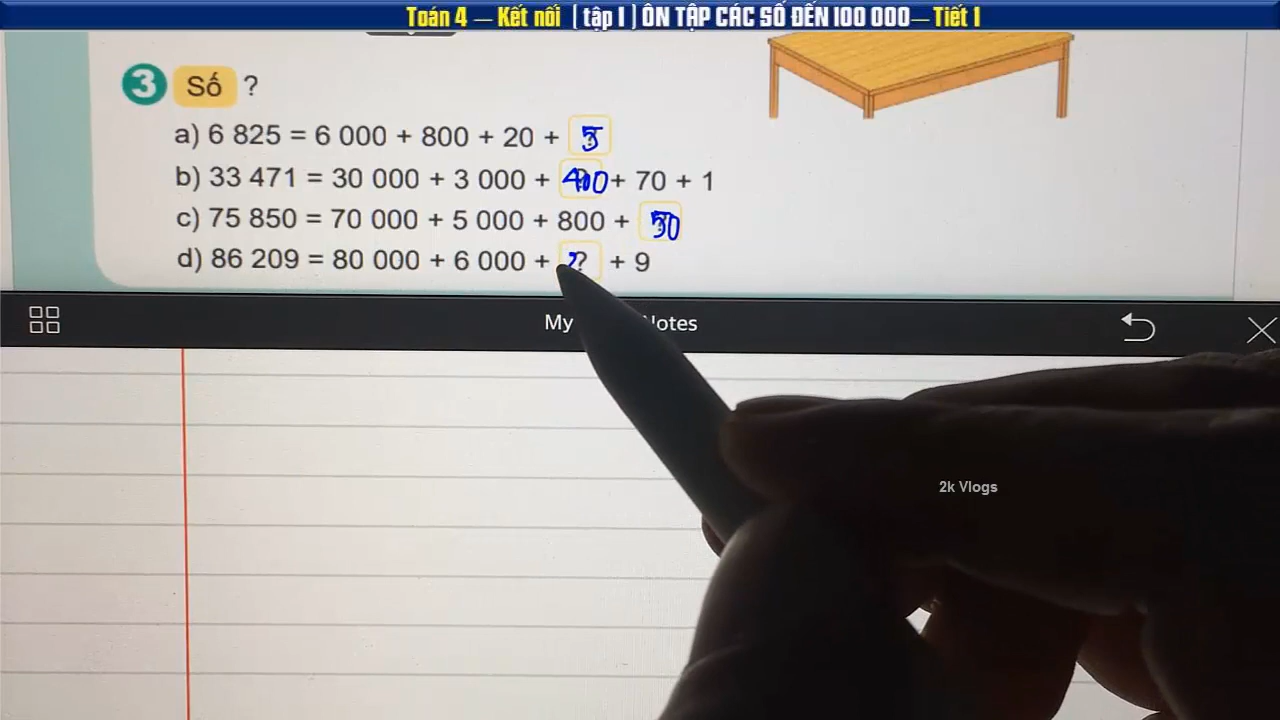 Toán 4 – Kết nối ( tập 1 ) ÔN TẬP CÁC SỐ ĐẾN 100 000– Tiết 1
3 Số ?
a) 6 825 = 6 000 + 800 + 20 + 5
b) 33 471 = 30 000 + 3 000 + 400 + 70 + 1
c) 75 850 = 70 000 + 5 000 + 800 + 50
d) 86 209 = 80 000 + 6 000 + ? + 9
My Notes
2k Vlogs